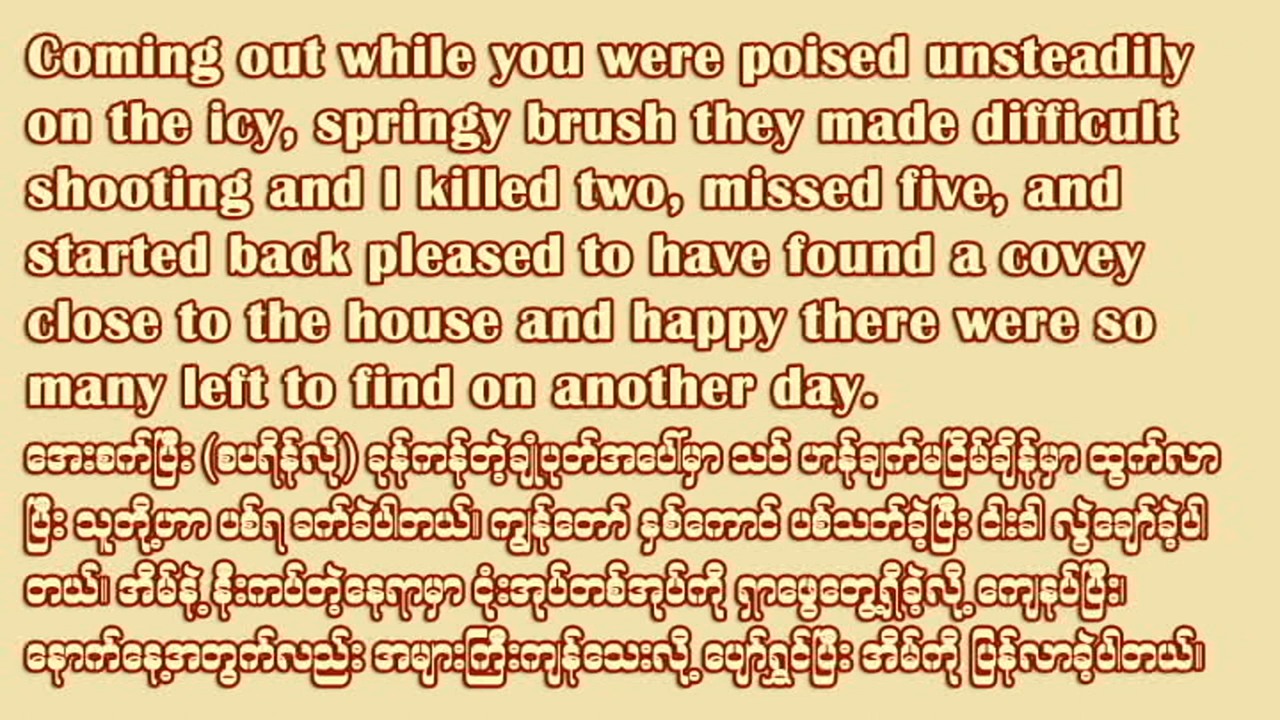 Coming out while you were poised unsteadily
on the icy, springy brush they made difficult
shooting and I killed two, missed five, and
started back pleased to have found a covey
close to the house and happy there were so
many left to find on another day.
အေးစက်ပြီး (စပရိန်လို) ခုန်ကန်တဲ့ချုံပုတ်အပေါ်မှာ သင် ဟန်ချက်မငြိမ်ချိန်မှာ ထွက်လာ
ပြီး သူတို့ဟာ ပစ်ရ ခက်ခဲပါတယ်။ ကျွန်တော် နှစ်ကောင် ပစ်သတ်ခဲ့ပြီး ငါးခါ လွဲချော်ခဲ့ပါ
တယ်။ အိမ်နဲ့ နီးကပ်တဲ့နေရာမှာ ငုံးအုပ်တစ်အုပ်ကို ရှာဖွေတွေ့ရှိခဲ့လို့ ကျေနပ်ပြီး၊
နောက်နေ့အတွက်လည်း အများကြီးကျန်သေးလို့ ပျော်ရွှင်ပြီး အိမ်ကို ပြန်လာခဲ့ပါတယ်။